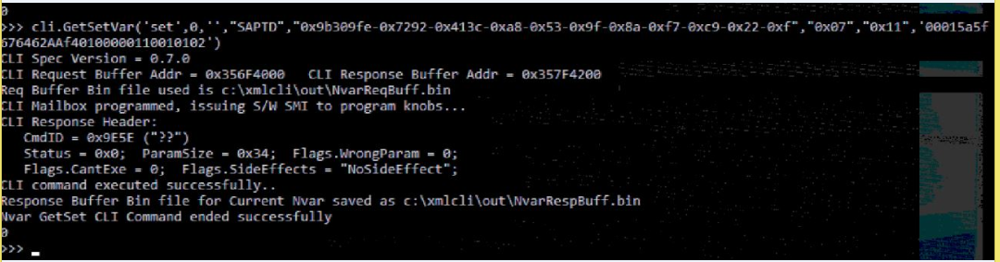 0
>>> cli.GetSetVar('set',0,'',"SAPTD","0x9b309fe-0x7292-0x413c-0xa8-0x53-0x9f-0x8a-0xf7-0xc9-0x22-0xf","0x07","0x11",'00015a5f
676462AAf40100000110010102')
CLI Spec Version = 0.7.0
CLI Request Buffer Addr = 0x356F4000   CLI Response Buffer Addr = 0x357F4200
Req Buffer Bin file used is c:\xmlcli\out\NvarReqBuff.bin
CLI Mailbox programmed, issuing S/W SMI to program knobs...
CLI Response Header:
   CmdID = 0x9E5E ("??")
   Status = 0x0;  ParamSize = 0x34;  Flags.WrongParam = 0;
   Flags.CantExe = 0;  Flags.SideEffects = "NoSideEffect";
CLI command executed successfully..
Response Buffer Bin file for Current Nvar saved as c:\xmlcli\out\NvarRespBuff.bin
Nvar GetSet CLI Command ended successfully
0
>>>